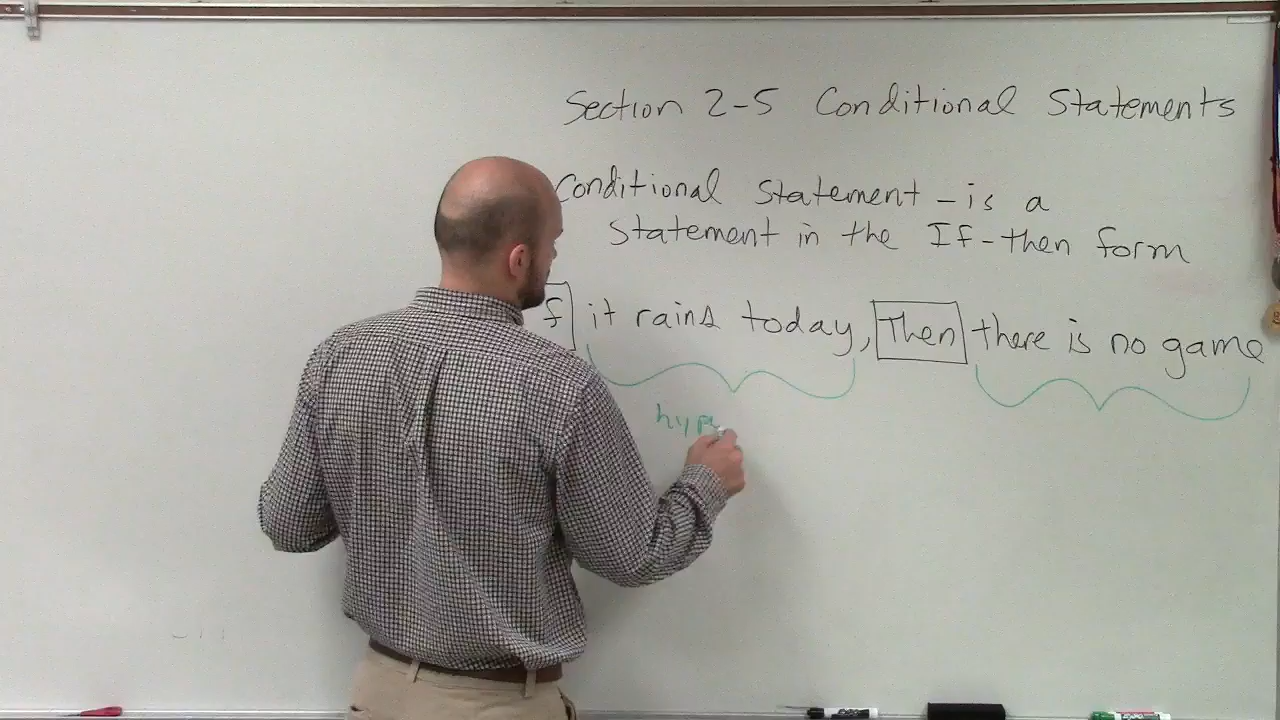 Section 2-5 Conditional Statements
Conditional Statement - is a
Statement in the If-then form
If it rains today, Then there is no game
hyp